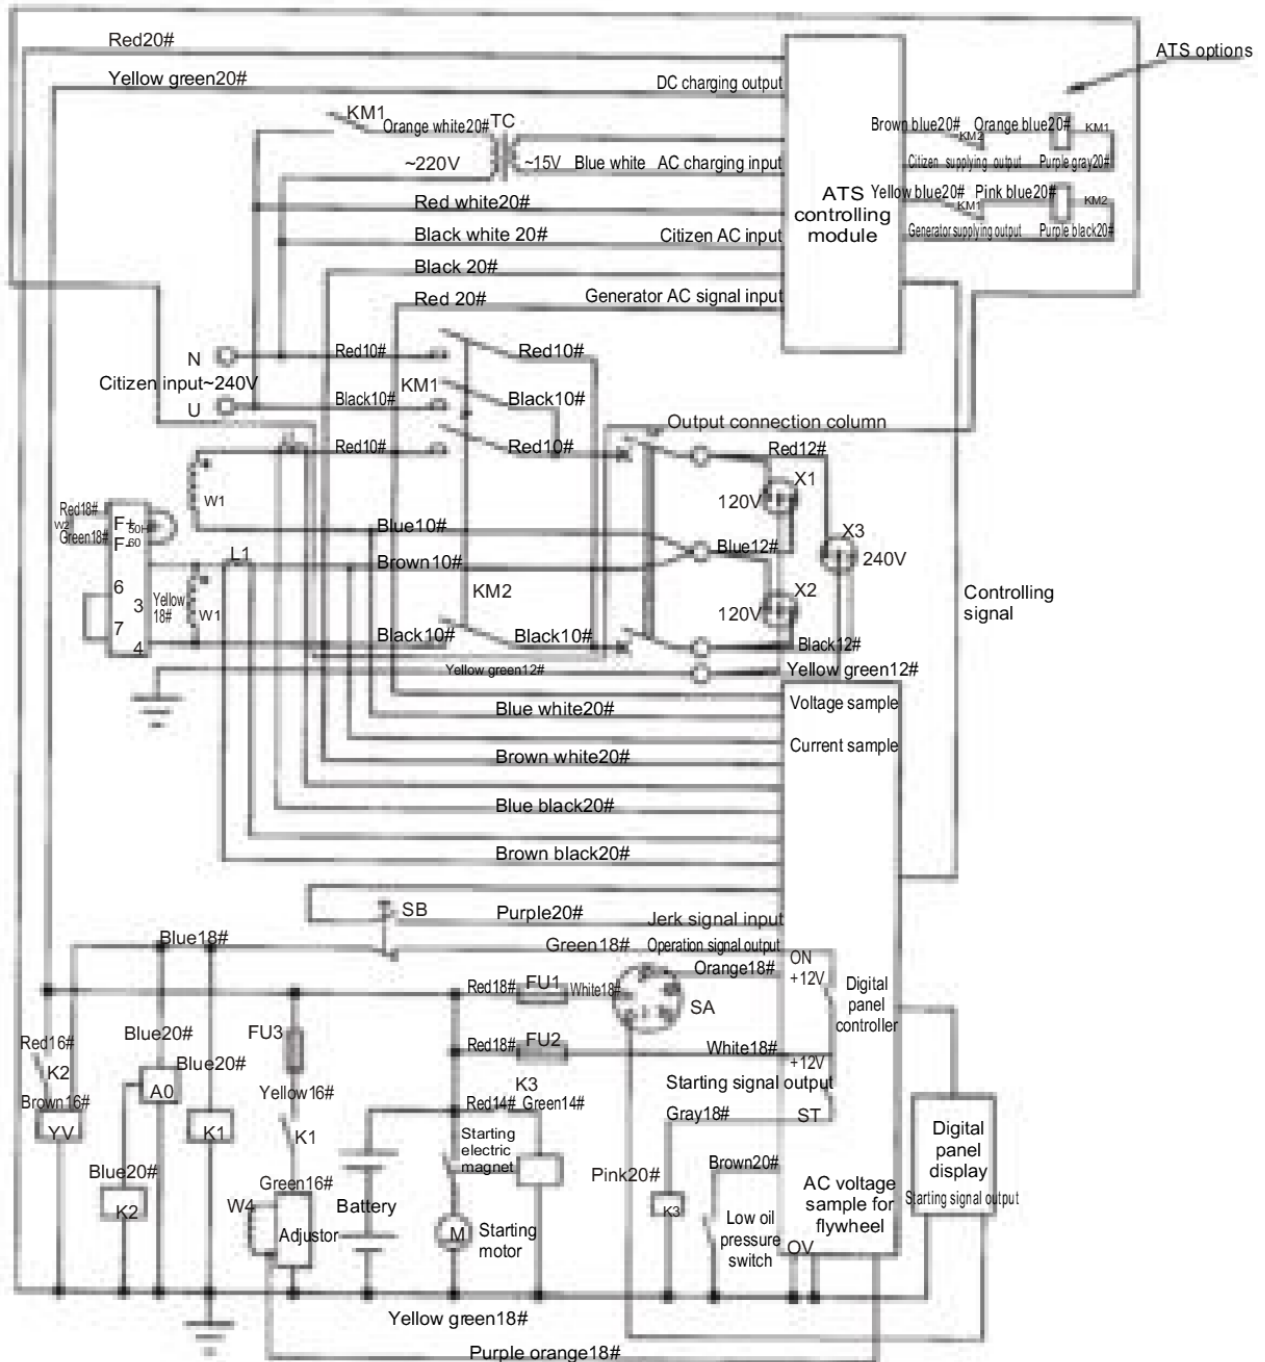 Red20#
ATS options
Yellow green20#
DC charging output
KM1
Orange white20#
TC
Brown blue20#
Orange blue20#
KM1
KM2
~220V
~15V
Blue white
AC charging input
Citizen supplying output
Purple gray20#
ATS
controlling
module
Yellow blue20#
Pink blue20#
KM2
KM1
Red white20#
Generator supplying output
Purple black20#
Black white 20#
Citizen AC input
Black 20#
Red 20#
Generator AC signal input
N
Red10#
Red10#
Citizen input~240V
KM1
U
Black10#
Black10#
Output connection column
Red10#
Red10#
Red12#
X1
W1
120V
Red18#
W2
F+
Green18#
F-
60
Blue10#
Blue12#
X3
240V
L1
Brown10#
6
3
Yellow
18#
W1
KM2
X2
120V
Controlling
signal
7
4
Black10#
Black10#
Black12#
Yellow green12#
Yellow green12#
Voltage sample
Blue white20#
Current sample
Brown white20#
Blue black20#
Brown black20#
SB
Purple20#
Jerk signal input
Blue18#
Green18#
Operation signal output
ON
Orange18#
+12V
Red18#
FU1
White18#
SA
Digital
panel
controller
Red16#
K2
Blue20#
FU3
Red18#
FU2
White18#
+12V
Blue20#
A0
Yellow16#
K3
Starting signal output
Brown16#
YV
K1
K1
Red14#
Green14#
Gray18#
ST
Starting
electric
magnet
Digital
panel
display
Starting signal output
Blue20#
K2
Green16#
W4
Adjustor
Battery
M
Starting
motor
Pink20#
K3
Brown20#
Low oil
pressure
switch
AC voltage
sample for
flywheel
OV
Yellow green18#
Purple orange18#